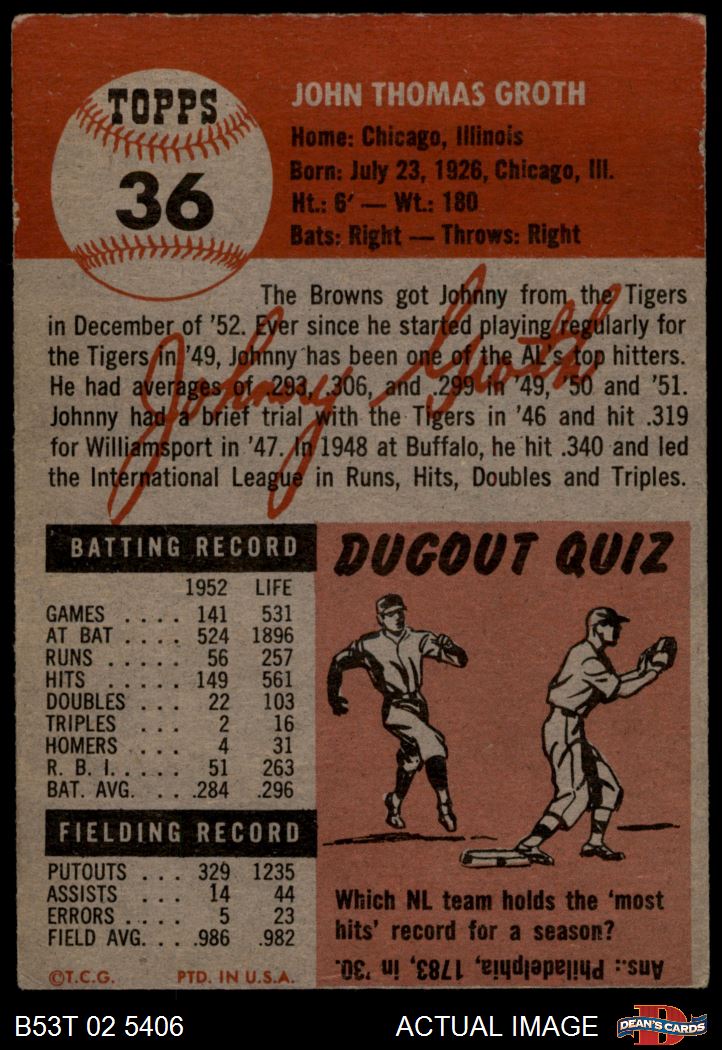 TOPPS
36
JOHN THOMAS GROTH
Home: Chicago, Illinois
Born: July 23, 1926, Chicago, Ill.
Ht.: 6' — Wt.: 180
Bats: Right — Throws: Right
The Browns got Johnny from the Tigers
in December of '52. Ever since he started playing regularly for
the Tigers in '49, Johnny has been one of the AL's top hitters.
He had averages of .293, .306, and .299 in '49, '50 and '51.
Johnny had a brief trial with the Tigers in '46 and hit .319
for Williamsport in '47. In 1948 at Buffalo, he hit .340 and led
the International League in Runs, Hits, Doubles and Triples.
Johnny Groth
BATTING RECORD
1952 LIFE
GAMES .... 141 531
AT BAT .... 524 1896
RUNS ..... 56 257
HITS ..... 149 561
DOUBLES ... 22 103
TRIPLES ... 2 16
HOMERS ... 4 31
R. B. I. .... 51 263
BAT. AVG. .. .284 .296
FIELDING RECORD
PUTOUTS ... 329 1235
ASSISTS ... 14 44
ERRORS .... 5 23
FIELD AVG. .. .986 .982
©T.C.G. PTD. IN U.S.A.
DUGOUT QUIZ
Which NL team holds the 'most
hits' record for a season?
Ans.: Philadelphia, 1783, in '30.
B53T 02 5406 ACTUAL IMAGE DEAN'S CARDS